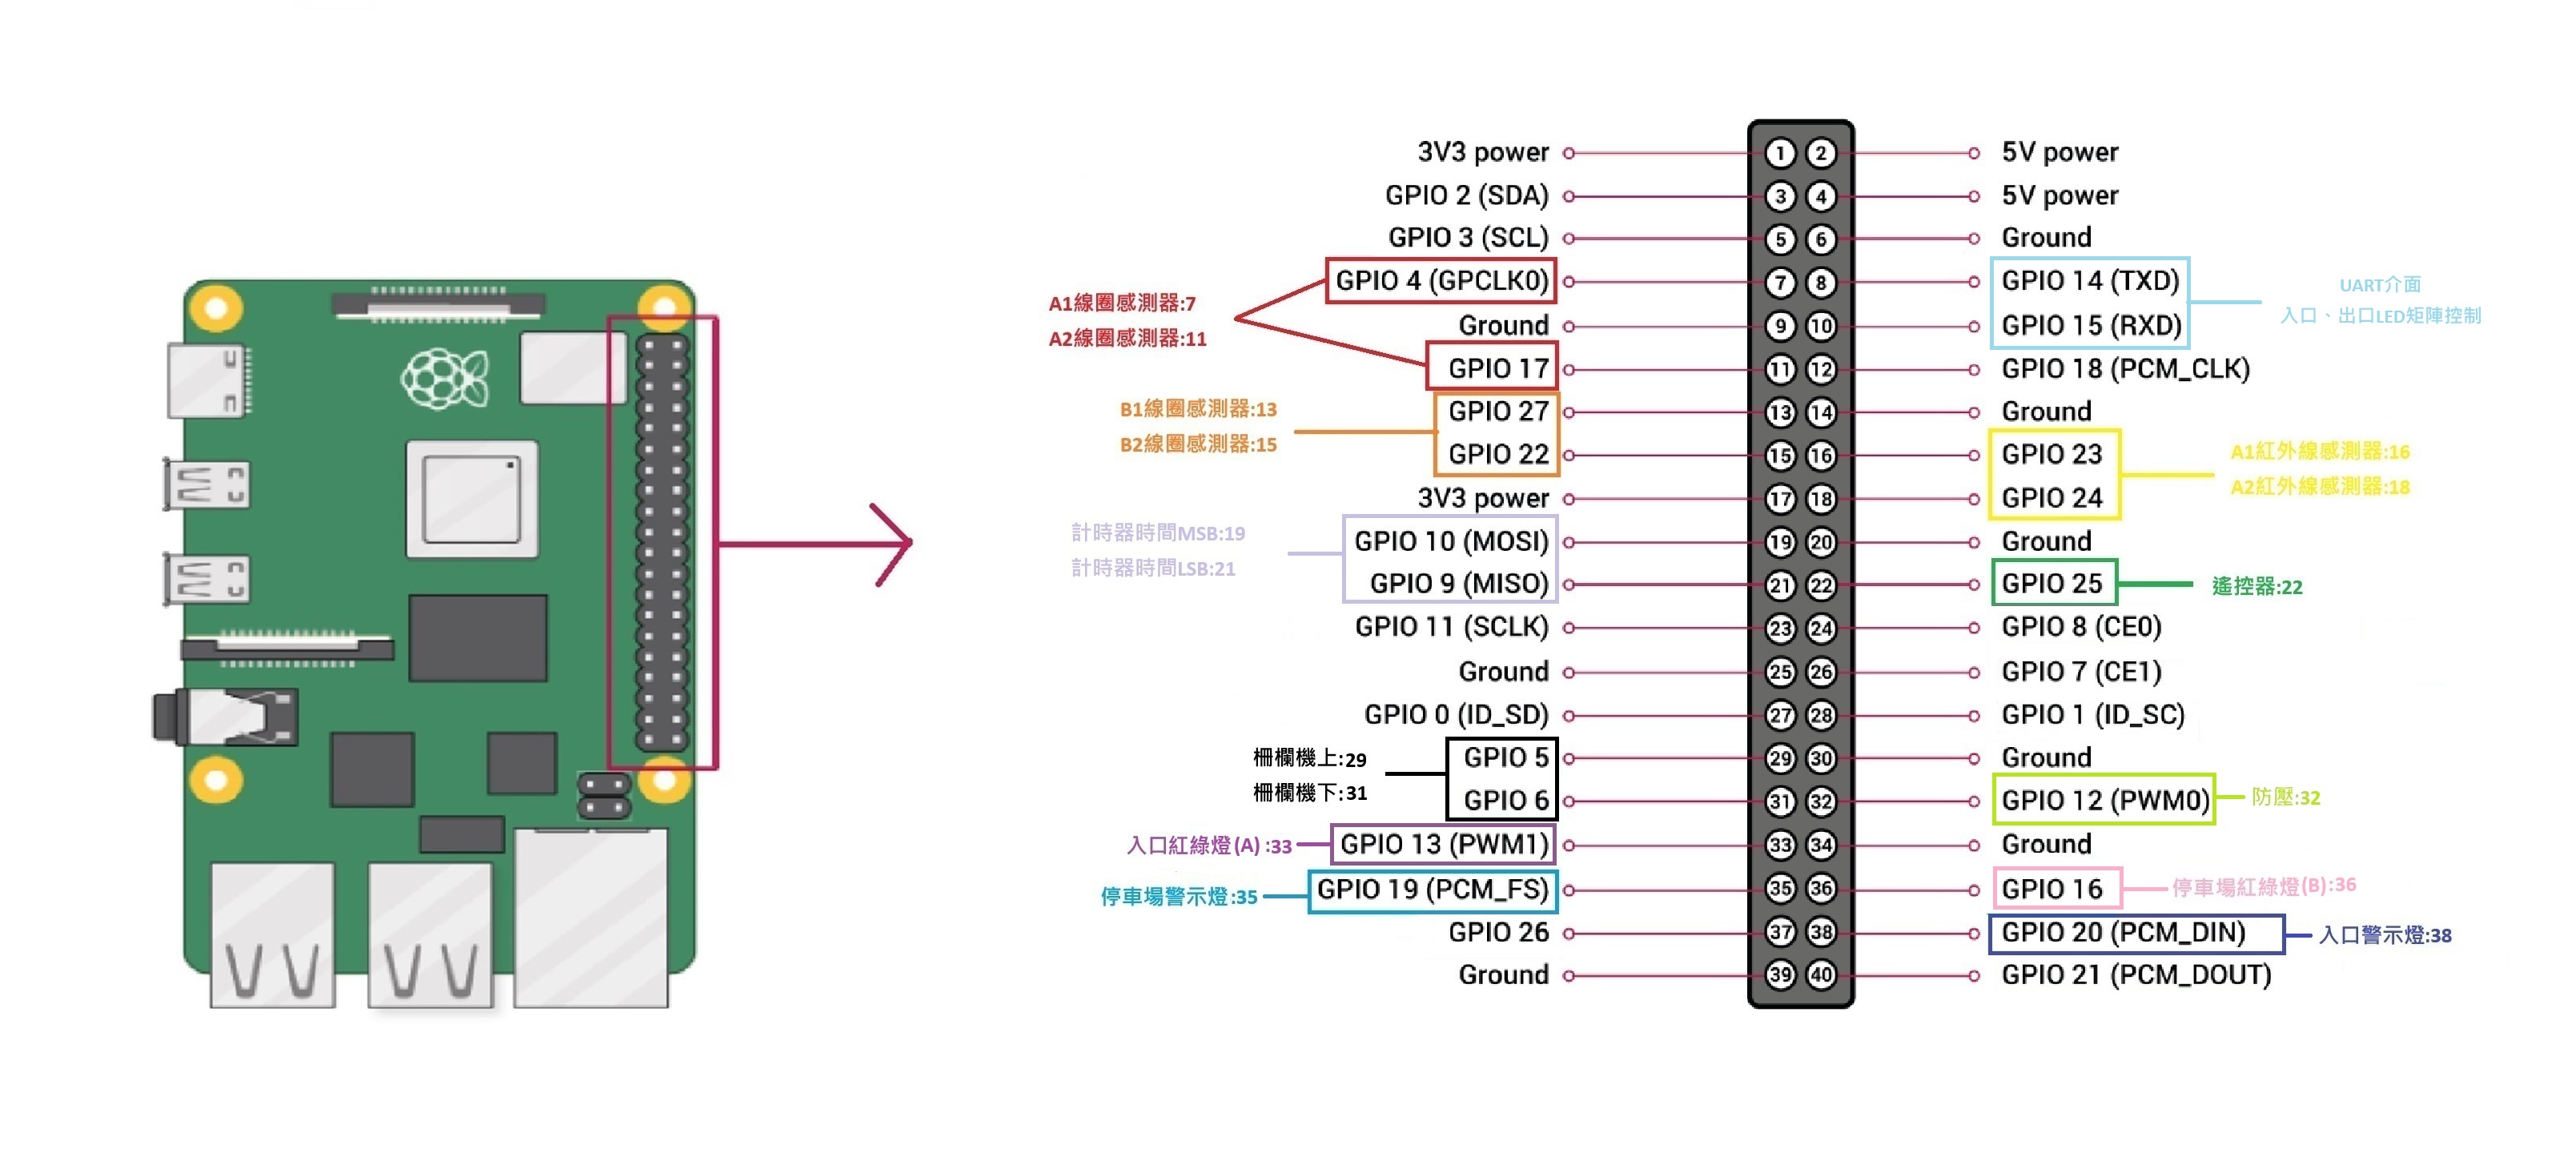 3V3 power 1 2 5V power
GPIO 2 (SDA) 3 4 5V power
GPIO 3 (SCL) 5 6 Ground
A1線圈感測器:7
A2線圈感測器:11
GPIO 4 (GPCLK0) 7 8 GPIO 14 (TXD)
UART介面
入口、出口LED矩陣控制
Ground 9 10 GPIO 15 (RXD)
GPIO 17 11 12 GPIO 18 (PCM_CLK)
B1線圈感測器:13
B2線圈感測器:15
GPIO 27 13 14 Ground
GPIO 22 15 16 GPIO 23
A1紅外線感測器:16
A2紅外線感測器:18
3V3 power 17 18 GPIO 24
計時器時間MSB:19
計時器時間LSB:21
GPIO 10 (MOSI) 19 20 Ground
GPIO 9 (MISO) 21 22 GPIO 25 遙控器:22
GPIO 11 (SCLK) 23 24 GPIO 8 (CE0)
Ground 25 26 GPIO 7 (CE1)
GPIO 0 (ID_SD) 27 28 GPIO 1 (ID_SC)
柵欄機上:29 GPIO 5 29 30 Ground
柵欄機下:31 GPIO 6 31 32 GPIO 12 (PWM0) 防壓:32
入口紅綠燈(A) :33 GPIO 13 (PWM1) 33 34 Ground
停車場警示燈:35 GPIO 19 (PCM_FS) 35 36 GPIO 16 停車場紅綠燈(B):36
GPIO 26 37 38 GPIO 20 (PCM_DIN) 入口警示燈:38
Ground 39 40 GPIO 21 (PCM_DOUT)